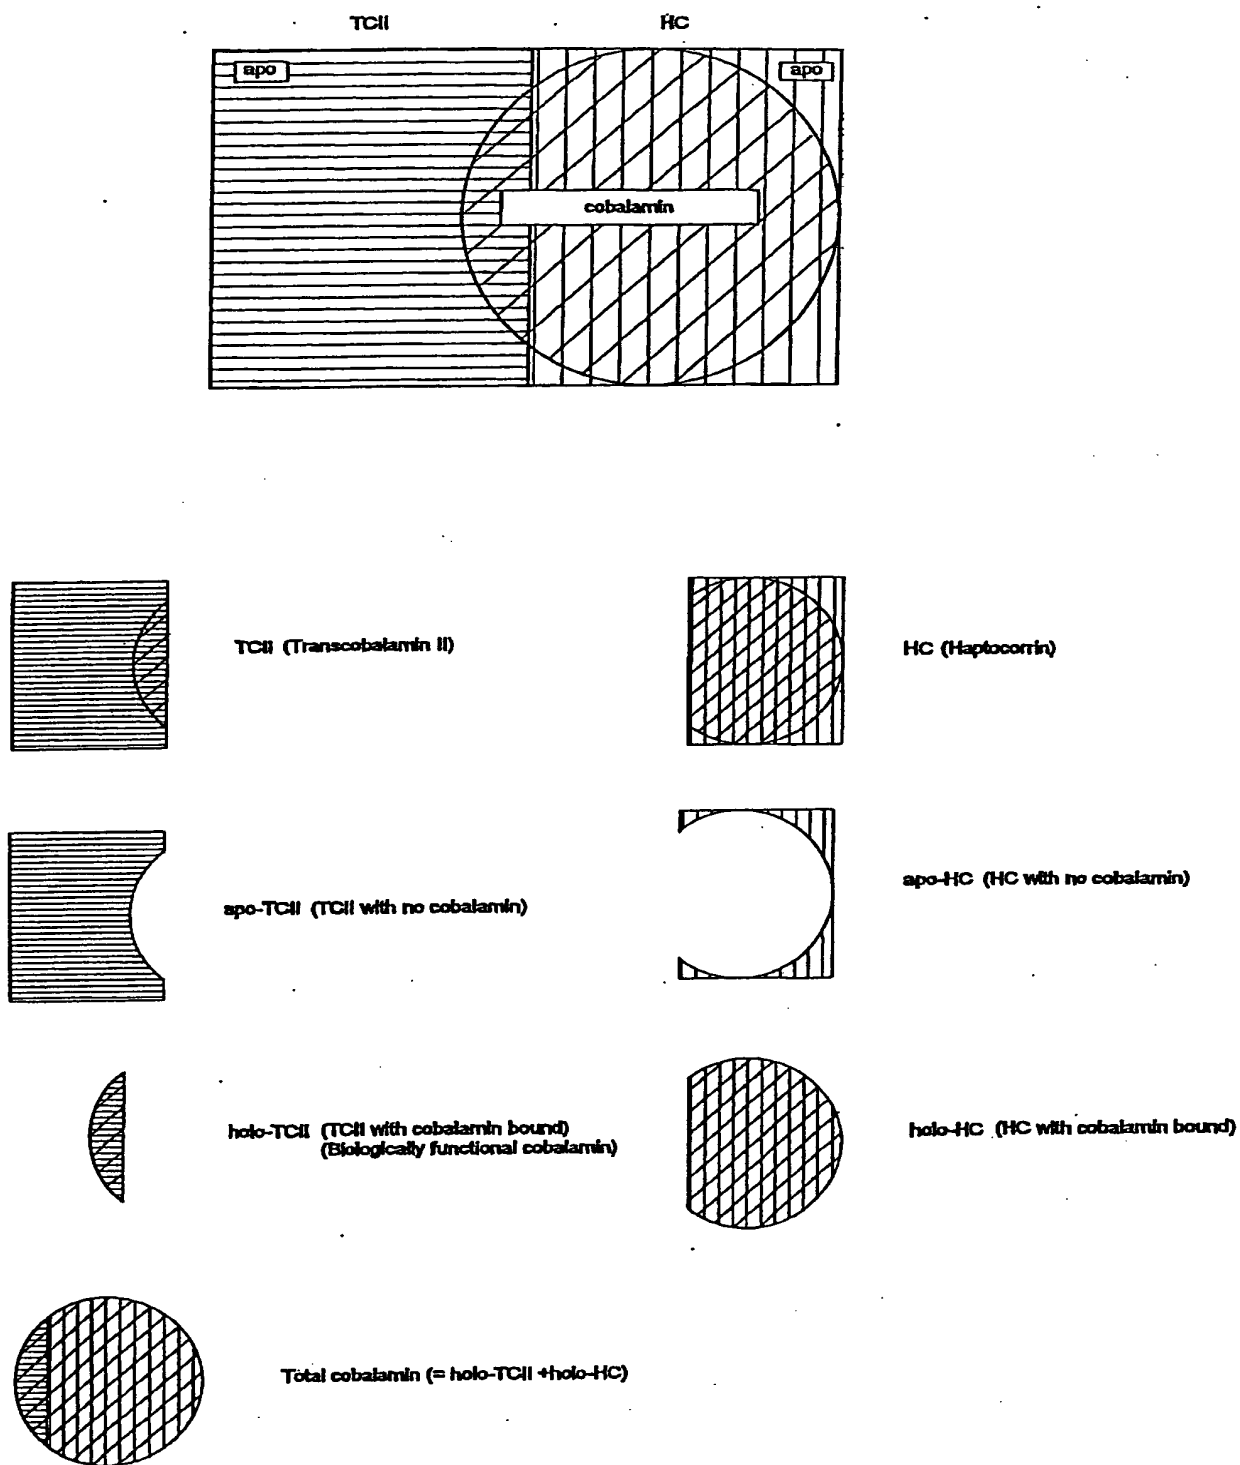 TCII HC
apo apo
cobalamin
TCII (Transcobalamin II)
HC (Haptocorrin)
apo-TCII (TCII with no cobalamin)
apo-HC (HC with no cobalamin)
holo-TCII (TCII with cobalamin bound)
(Biologically functional cobalamin)
holo-HC (HC with cobalamin bound)
Total cobalamin (= holo-TCII +holo-HC)